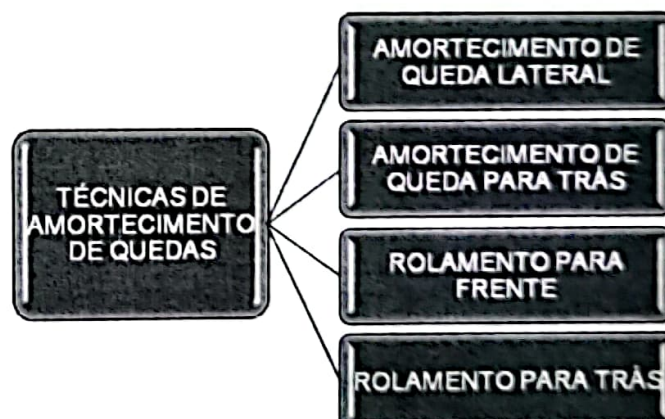 TÉCNICAS DE
AMORTECIMENTO
DE QUEDAS
AMORTECIMENTO DE
QUEDA LATERAL
AMORTECIMENTO DE
QUEDA PARA TRÁS
ROLAMENTO PARA
FRENTE
ROLAMENTO PARA TRÁS